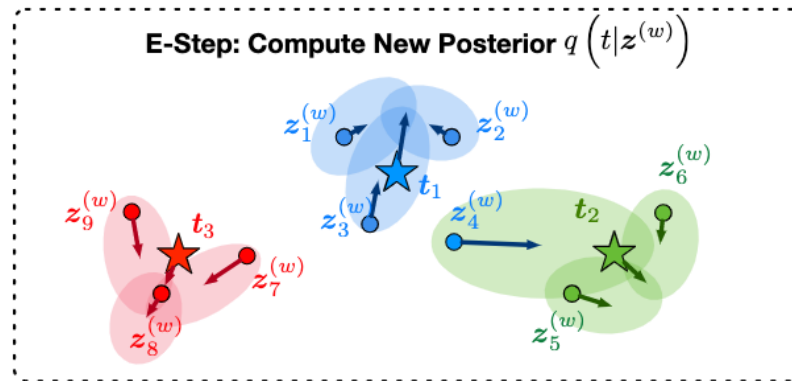 E-Step: Compute New Posterior q(t|z^{(w)})
z_1^{(w)}
z_2^{(w)}
z_6^{(w)}
t_1
z_9^{(w)}
t_3
z_3^{(w)}
z_4^{(w)}
t_2
z_7^{(w)}
z_8^{(w)}
z_5^{(w)}